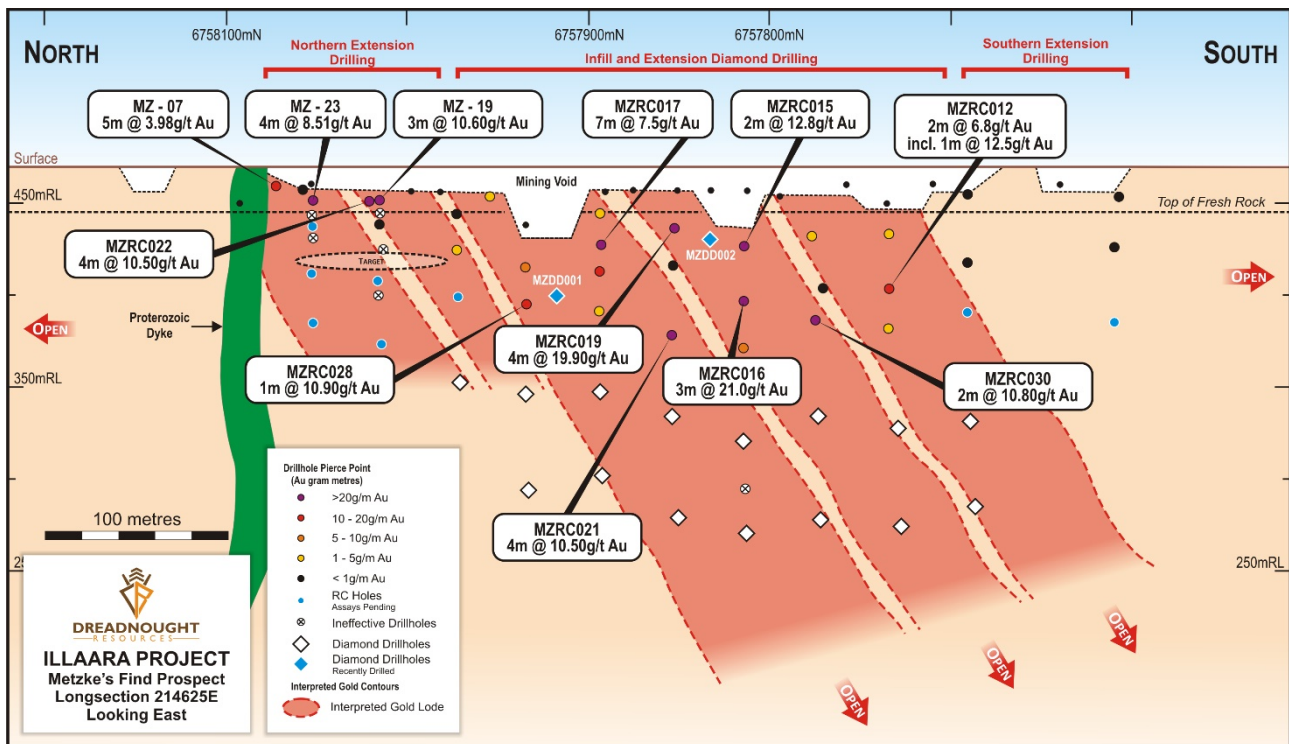 6758100mN
6757900mN
6757800mN
NORTH
SOUTH
Northern Extension
Drilling
Infill and Extension Diamond Drilling
Southern Extension
Drilling
MZ - 07
5m @ 3.98g/t Au
MZ - 23
4m @ 8.51g/t Au
MZ - 19
3m @ 10.60g/t Au
MZRC017
7m @ 7.5g/t Au
MZRC015
2m @ 12.8g/t Au
MZRC012
2m @ 6.8g/t Au
incl. 1m @ 12.5g/t Au
Surface
Mining Void
450mRL
450mRL
Top of Fresh Rock
MZRC022
4m @ 10.50g/t Au
TARGET
MZDD001
MZDD002
OPEN
OPEN
Proterozoic
Dyke
MZRC028
1m @ 10.90g/t Au
MZRC019
4m @ 19.90g/t Au
MZRC016
3m @ 21.0g/t Au
MZRC030
2m @ 10.80g/t Au
350mRL
350mRL
MZRC021
4m @ 10.50g/t Au
100 metres
25
250mRL
Drillhole Pierce Point
(Au gram metres)
>20g/m Au
10 - 20g/m Au
5 - 10g/m Au
1 - 5g/m Au
< 1g/m Au
RC Holes
Assays Pending
Ineffective Drillholes
Diamond Drillholes
Diamond Drillholes
Recently Drilled
Interpreted Gold Contours
Interpreted Gold Lode
DREADNOUGHT
RESOURCES
ILLAARA PROJECT
Metzke's Find Prospect
Longsection 214625E
Looking East
OPEN
OPEN
OPEN